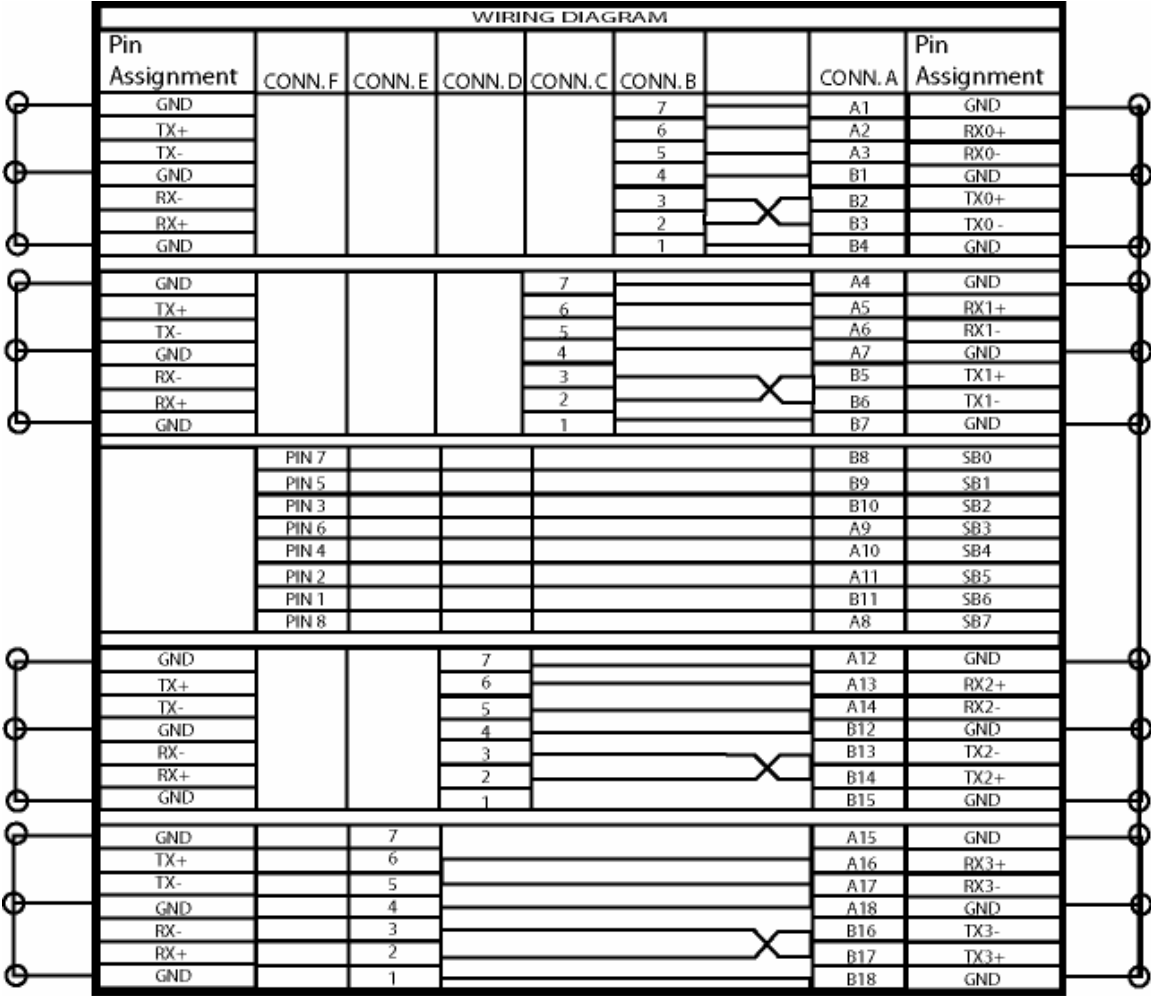 WIRING DIAGRAM
Pin Assignment CONN. F CONN. E CONN. D CONN. C CONN. B CONN. A Pin Assignment
GND 7 A1 GND
TX+ 6 A2 RX0+
TX- 5 A3 RX0-
GND 4 B1 GND
RX- 3 B2 TX0+
RX+ 2 B3 TX0 -
GND 1 B4 GND
GND 7 A4 GND
TX+ 6 A5 RX1+
TX- 5 A6 RX1-
GND 4 A7 GND
RX- 3 B5 TX1+
RX+ 2 B6 TX1-
GND 1 B7 GND
PIN 7 B8 SB0
PIN 5 B9 SB1
PIN 3 B10 SB2
PIN 6 A9 SB3
PIN 4 A10 SB4
PIN 2 A11 SB5
PIN 1 B11 SB6
PIN 8 A8 SB7
GND 7 A12 GND
TX+ 6 A13 RX2+
TX- 5 A14 RX2-
GND 4 B12 GND
RX- 3 B13 TX2-
RX+ 2 B14 TX2+
GND 1 B15 GND
GND 7 A15 GND
TX+ 6 A16 RX3+
TX- 5 A17 RX3-
GND 4 A18 GND
RX- 3 B16 TX3-
RX+ 2 B17 TX3+
GND 1 B18 GND